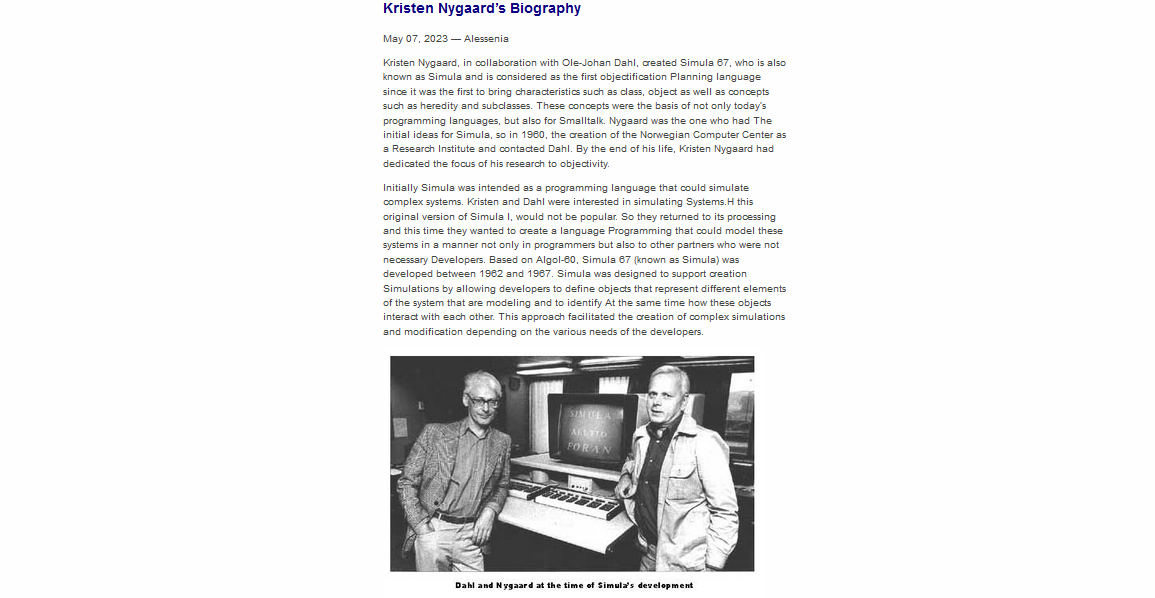 Kristen Nygaard's Biography
May 07, 2023 — Alessenia
Kristen Nygaard, in collaboration with Ole-Johan Dahl, created Simula 67, who is also
known as Simula and is considered as the first objectification Planning language
since it was the first to bring characteristics such as class, object as well as concepts
such as heredity and subclasses. These concepts were the basis of not only today's
programming languages, but also for Smalltalk. Nygaard was the one who had The
initial ideas for Simula, so in 1960, the creation of the Norwegian Computer Center as
a Research Institute and contacted Dahl. By the end of his life, Kristen Nygaard had
dedicated the focus of his research to objectivity.
Initially Simula was intended as a programming language that could simulate
complex systems. Kristen and Dahl were interested in simulating Systems.H this
original version of Simula I, would not be popular. So they returned to its processing
and this time they wanted to create a language Programming that could model these
systems in a manner not only in programmers but also to other partners who were not
necessary Developers. Based on Algol-60, Simula 67 (known as Simula) was
developed between 1962 and 1967. Simula was designed to support creation
Simulations by allowing developers to define objects that represent different elements
of the system that are modeling and to identify At the same time how these objects
interact with each other. This approach facilitated the creation of complex simulations
and modification depending on the various needs of the developers.
SIMULA
ALLTID
FORAN
Dahl and Nygaard at the time of Simula's development